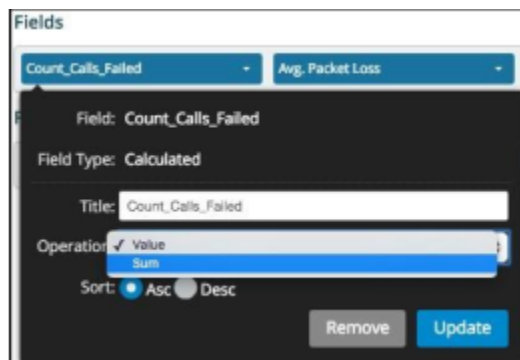 Fields
Count_Calls_Failed Avg. Packet Loss
Field: Count_Calls_Failed
Field Type: Calculated
Title: Count_Calls_Failed
Operation ✓ Value
Sum
Sort: Asc Desc
Remove Update